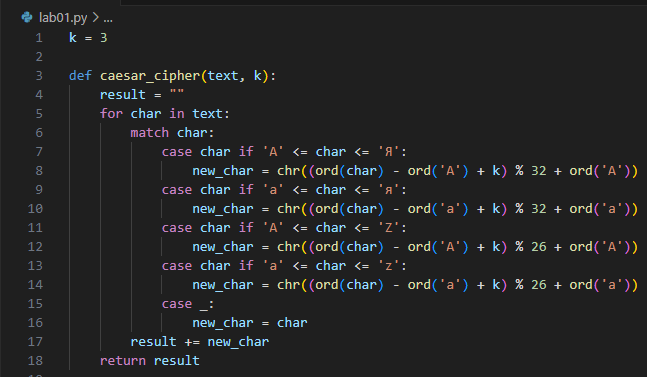 lab01.py > ...
1 k = 3
2
3 def caesar_cipher(text, k):
4     result = ""
5     for char in text:
6         match char:
7             case char if 'А' <= char <= 'Я':
8                 new_char = chr((ord(char) - ord('А') + k) % 32 + ord('А'))
9             case char if 'а' <= char <= 'я':
10                 new_char = chr((ord(char) - ord('а') + k) % 32 + ord('а'))
11             case char if 'A' <= char <= 'Z':
12                 new_char = chr((ord(char) - ord('A') + k) % 26 + ord('A'))
13             case char if 'a' <= char <= 'z':
14                 new_char = chr((ord(char) - ord('a') + k) % 26 + ord('a'))
15             case _:
16                 new_char = char
17         result += new_char
18     return result